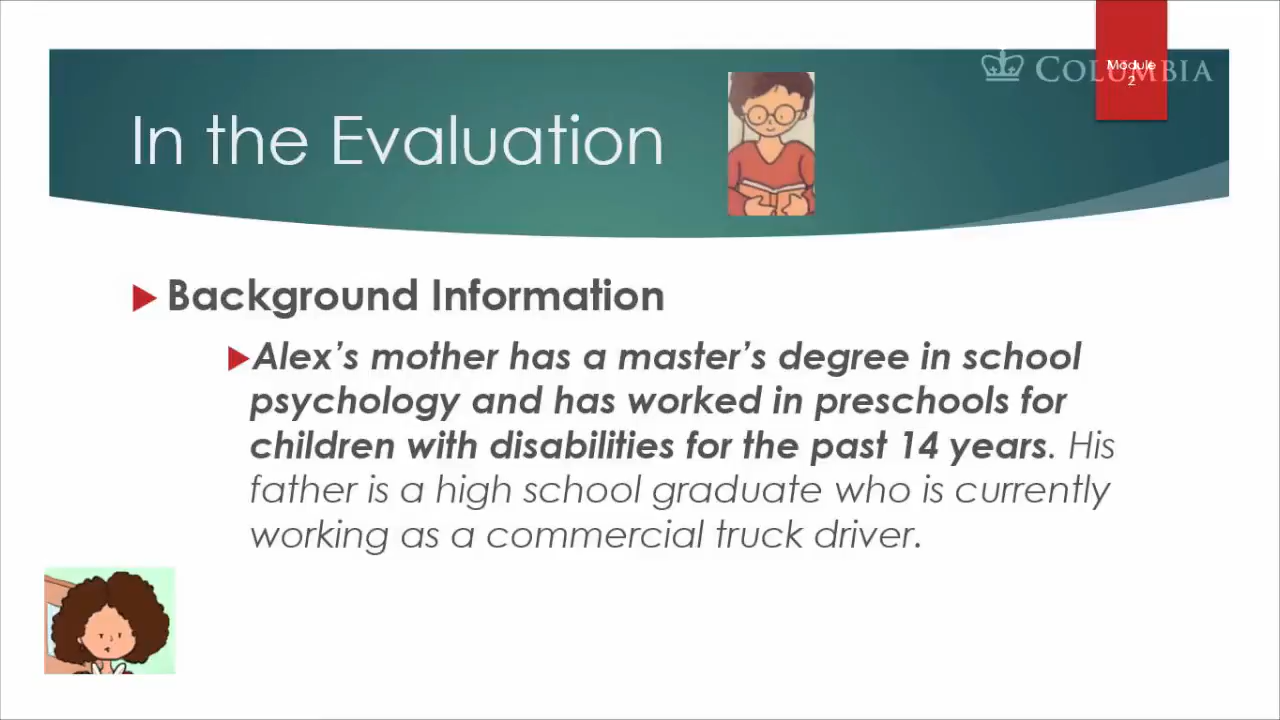 COLUMBIA
Module
2
In the Evaluation
Background Information
Alex’s mother has a master’s degree in school
psychology and has worked in preschools for
children with disabilities for the past 14 years. His
father is a high school graduate who is currently
working as a commercial truck driver.